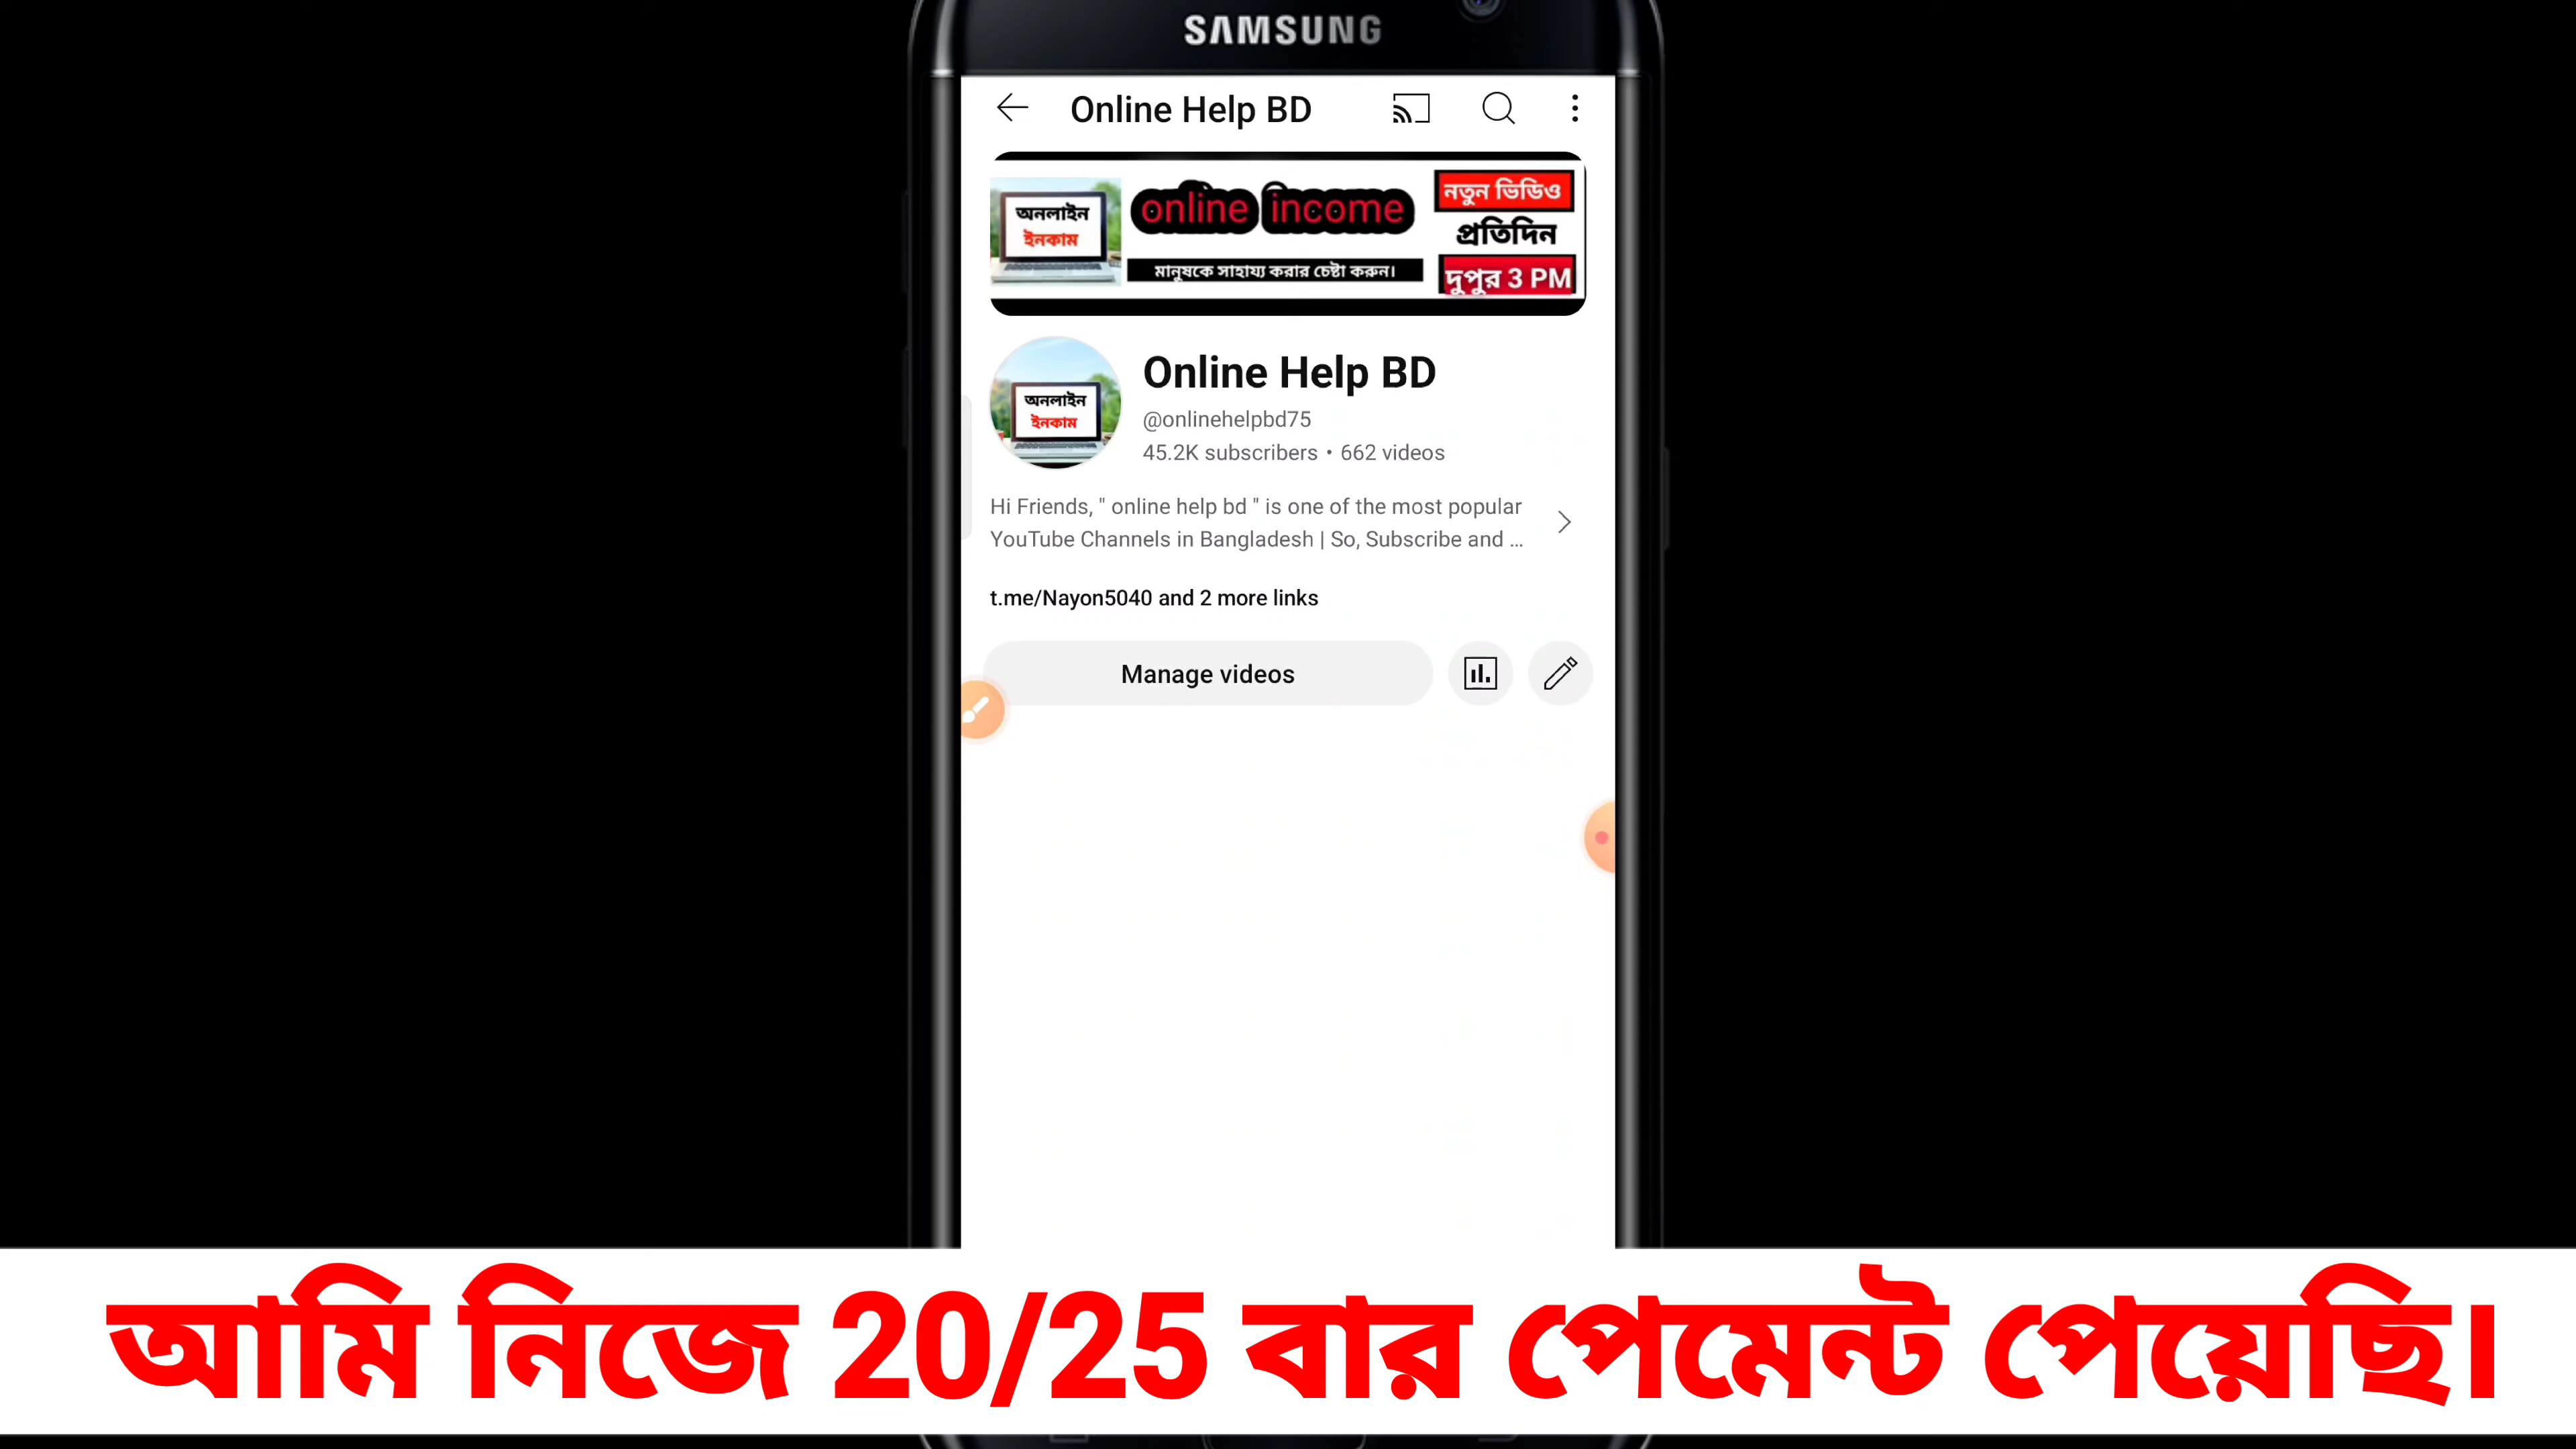 SAMSUNG
Online Help BD
অনলাইন
ইনকাম
online income
মানুষকে সাহায্য করার চেষ্টা করুন।
নতুন ভিডিও
প্রতিদিন
দুপুর 3 PM
অনলাইন
ইনকাম
Online Help BD
@onlinehelpbd75
45.2K subscribers • 662 videos
Hi Friends, " online help bd " is one of the most popular
YouTube Channels in Bangladesh | So, Subscribe and ...
t.me/Nayon5040 and 2 more links
Manage videos
আমি নিজে 20/25 বার পেমেন্ট পেয়েছি।